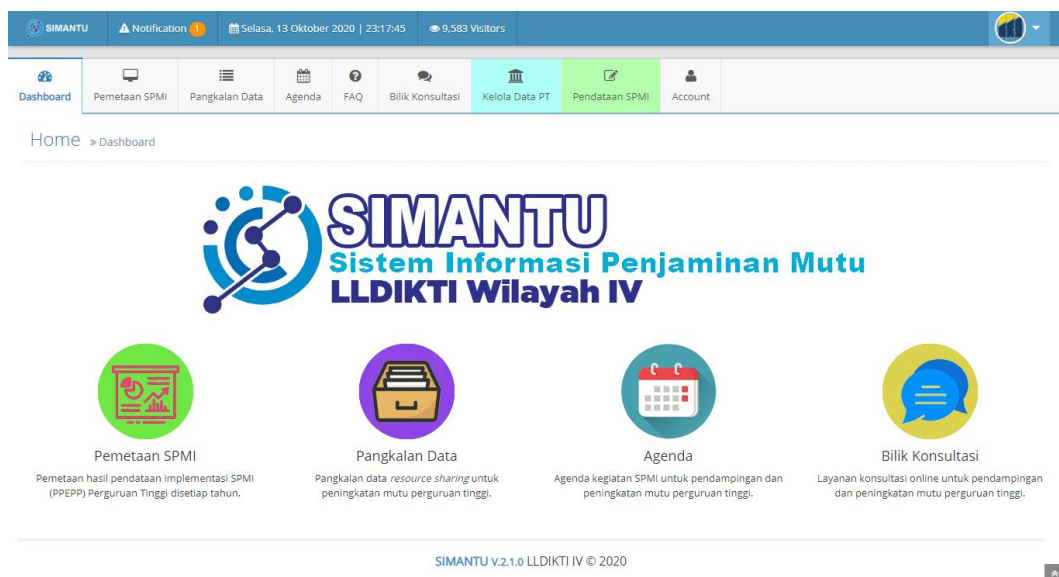 SIMANTU
Notification 1
Selasa, 13 Oktober 2020 | 23:17:45
9,583 Visitors
Dashboard
Pemetaan SPMI
Pangkalan Data
Agenda
FAQ
Bilik Konsultasi
Kelola Data PT
Pendataan SPMI
Account
Home » Dashboard
SIMANTU
Sistem Informasi Penjaminan Mutu
LLDIKTI Wilayah IV
Pemetaan SPMI
Pemetaan hasil pendataan implementasi SPMI
(PPEPP) Perguruan Tinggi disetiap tahun.
Pangkalan Data
Pangkalan data resource sharing untuk
peningkatan mutu perguruan tinggi.
Agenda
Agenda kegiatan SPMI untuk pendampingan dan
peningkatan mutu perguruan tinggi.
Bilik Konsultasi
Layanan konsultasi online untuk pendampingan
dan peningkatan mutu perguruan tinggi.
SIMANTU v.2.1.0 LLDIKTI IV © 2020